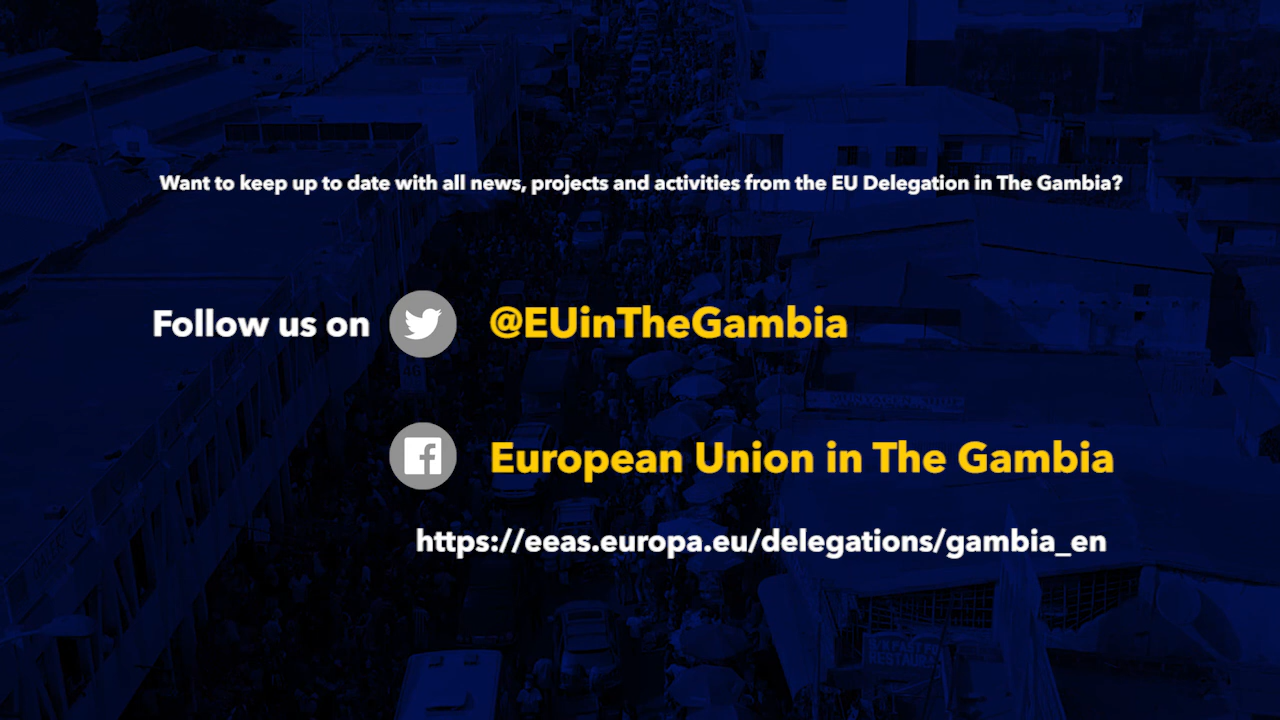 Want to keep up to date with all news, projects and activities from the EU Delegation in The Gambia?
Follow us on @EUinTheGambia
46
European Union in The Gambia
https://eeas.europa.eu/delegations/gambia_en